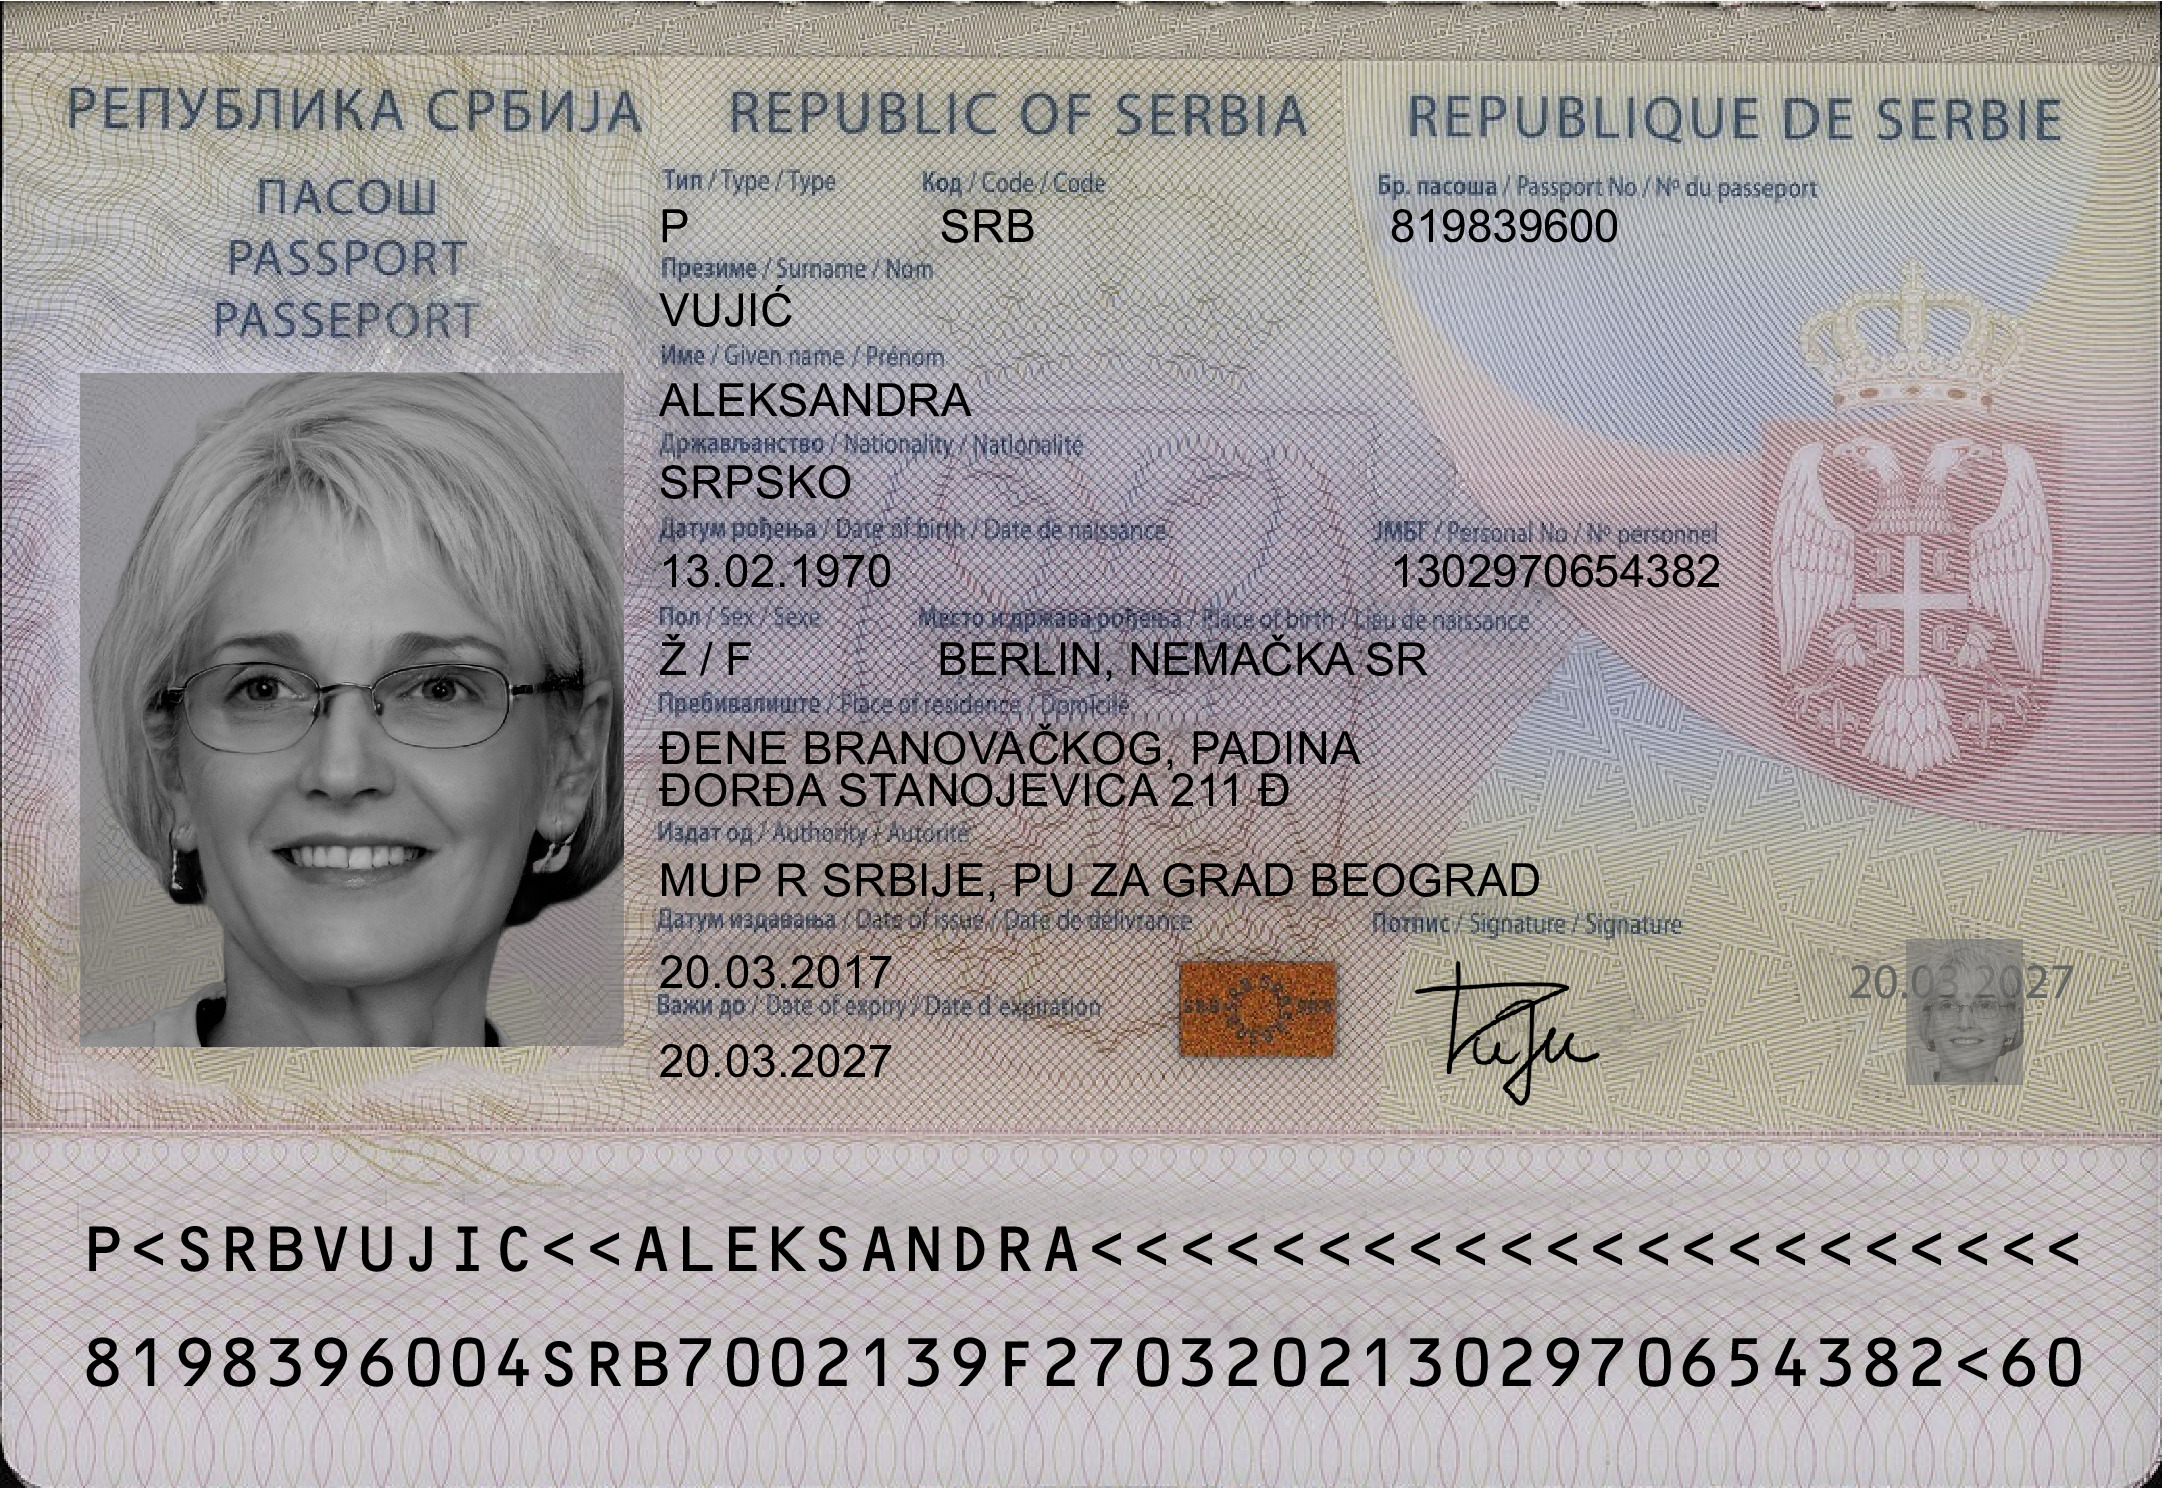 РЕПУБЛИКА СРБИЈА REPUBLIC OF SERBIA REPUBLIQUE DE SERBIE
ПАСОШ
PASSPORT
PASSEPORT
Тип / Type / Type Код / Code / Code Бр. пасоша / Passport No / Nº du passeport
P SRB 819839600
Презиме / Surname / Nom
VUJIĆ
Име / Given name / Prénom
ALEKSANDRA
Држављанство / Nationality / Nationalité
SRPSKO
Датум рођења / Date of birth / Date de naissance ЈМБГ / Personal No / Nº personnel
13.02.1970 1302970654382
Пол / Sex / Sexe Место и држава рођења / Place of birth / Lieu de naissance
Ž / F BERLIN, NEMAČKA SR
Пребивалиште / Place of residence / Domicile
ĐENE BRANOVAČKOG, PADINA
ĐORĐA STANOJEVICA 211 Đ
Издат од / Authority / Autorité
MUP R SRBIJE, PU ZA GRAD BEOGRAD
Датум издавања / Date of issue / Date de délivrance Потпис / Signature / Signature
20.03.2017 20.03.2027
Важи до / Date of expiry / Date d expiration
20.03.2027
P<SRBVUJIC<<ALEKSANDRA<<<<<<<<<<<<<<<<<<<<<<
8198396004SRB7002139F27032021302970654382<60